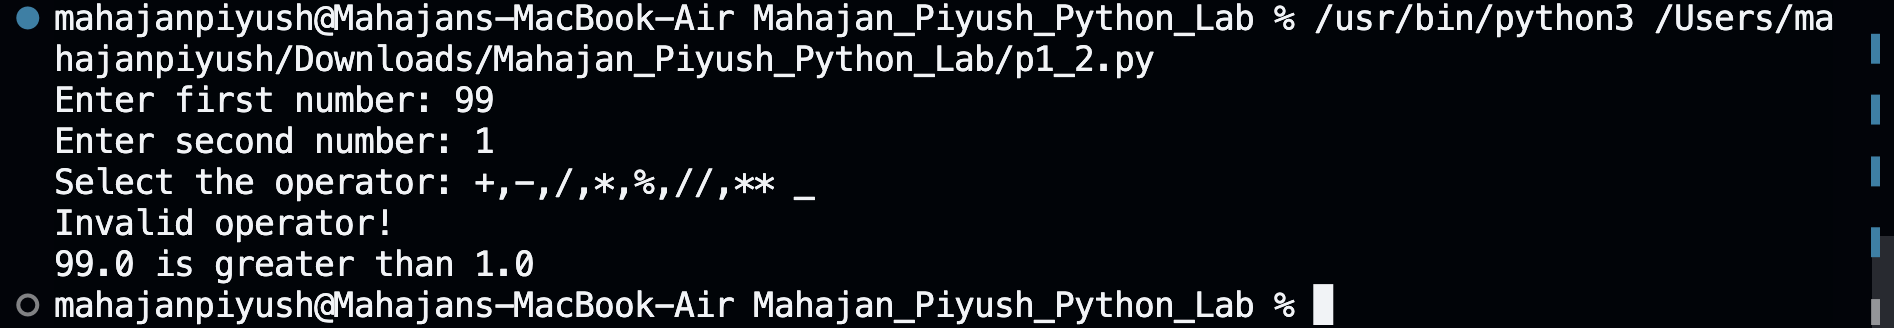 mahajanpiyush@Mahajans-MacBook-Air Mahajan_Piyush_Python_Lab % /usr/bin/python3 /Users/ma
hajanpiyush/Downloads/Mahajan_Piyush_Python_Lab/p1_2.py
Enter first number: 99
Enter second number: 1
Select the operator: +,-,/,*,%,//,** _
Invalid operator!
99.0 is greater than 1.0
mahajanpiyush@Mahajans-MacBook-Air Mahajan_Piyush_Python_Lab %